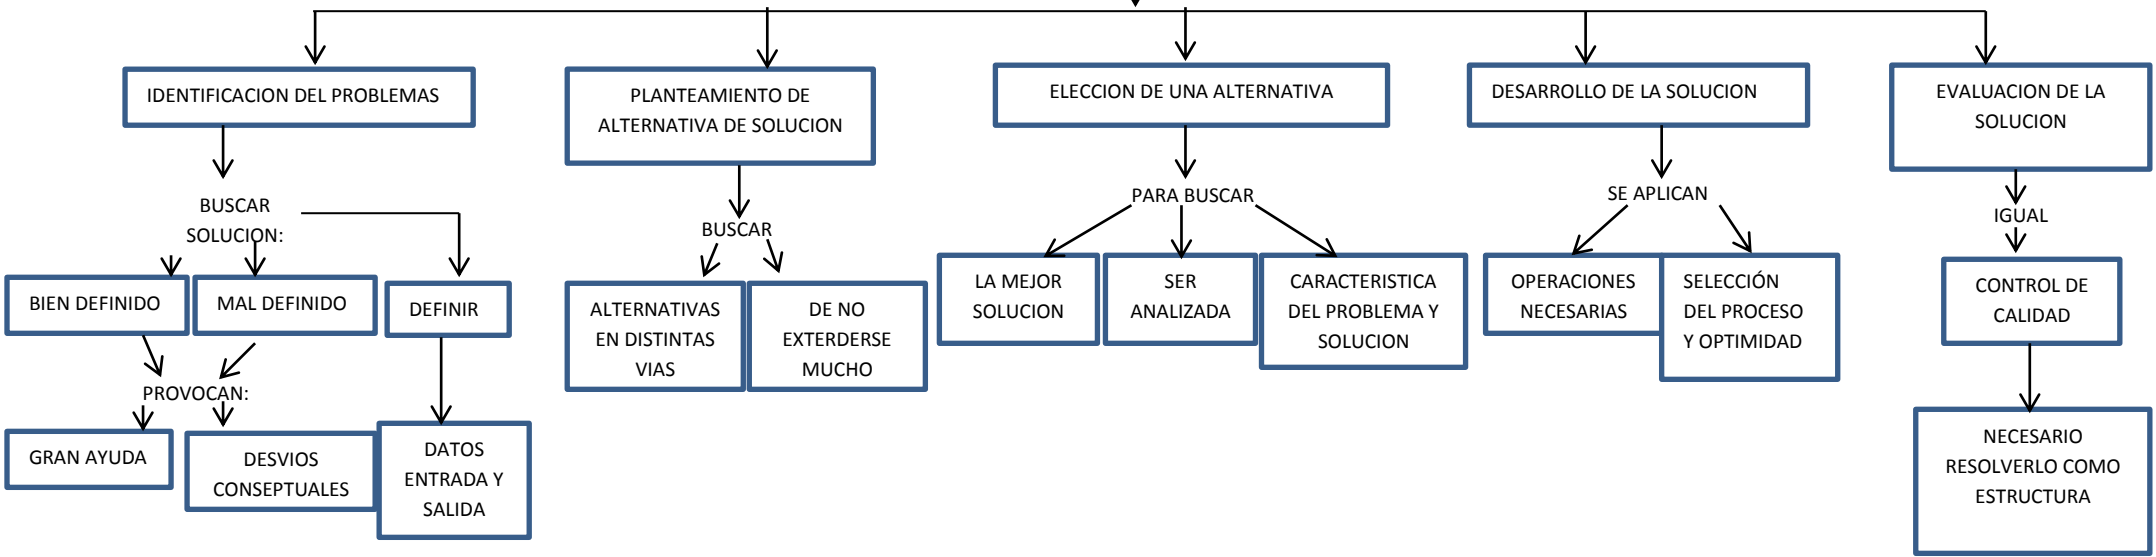 IDENTIFICACION DEL PROBLEMAS
PLANTEAMIENTO DE
ALTERNATIVA DE SOLUCION
ELECCION DE UNA ALTERNATIVA
DESARROLLO DE LA SOLUCION
EVALUACION DE LA
SOLUCION
BUSCAR
SOLUCION:
BUSCAR
PARA BUSCAR
SE APLICAN
IGUAL
BIEN DEFINIDO
MAL DEFINIDO
DEFINIR
ALTERNATIVAS
EN DISTINTAS
VIAS
DE NO
EXTERDERSE
MUCHO
LA MEJOR
SOLUCION
SER
ANALIZADA
CARACTERISTICA
DEL PROBLEMA Y
SOLUCION
OPERACIONES
NECESARIAS
SELECCIÓN
DEL PROCESO
Y OPTIMIDAD
CONTROL DE
CALIDAD
PROVOCAN:
GRAN AYUDA
DESVIOS
CONSEPTUALES
DATOS
ENTRADA Y
SALIDA
NECESARIO
RESOLVERLO COMO
ESTRUCTURA